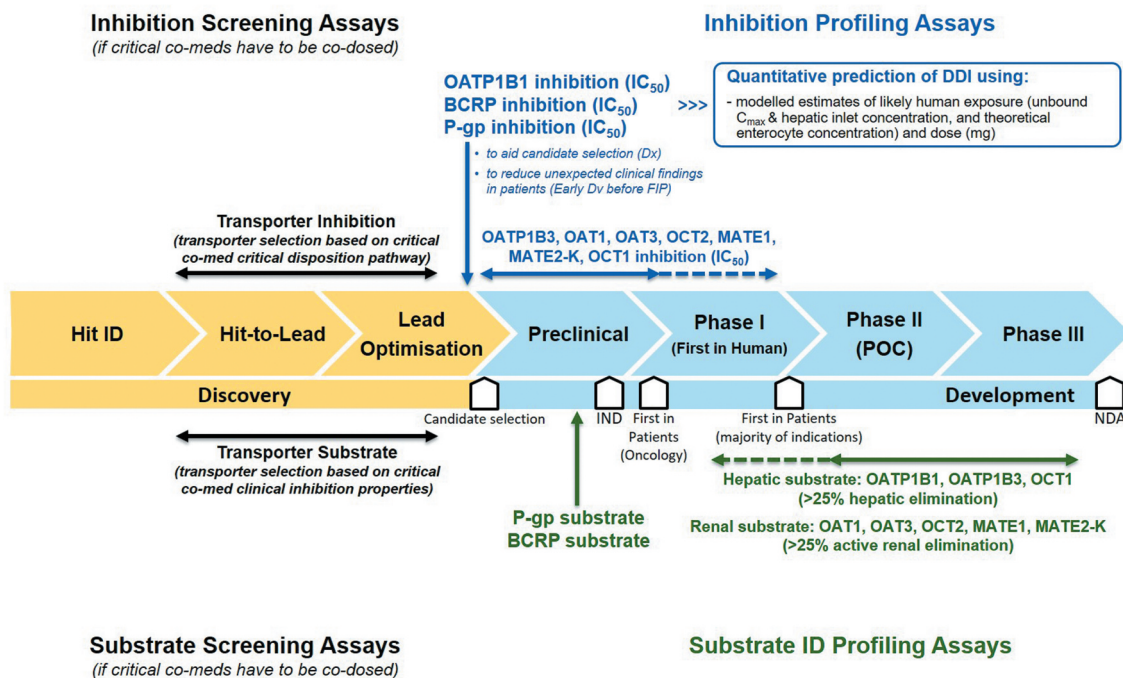 Inhibition Screening Assays
(if critical co-meds have to be co-dosed)
Inhibition Profiling Assays
OATP1B1 inhibition (IC50)
BCRP inhibition (IC50)
P-gp inhibition (IC50)
>>>
Quantitative prediction of DDI using:
- modelled estimates of likely human exposure (unbound
Cmax & hepatic inlet concentration, and theoretical
enterocyte concentration) and dose (mg)
• to aid candidate selection (Dx)
• to reduce unexpected clinical findings
in patients (Early Dv before FIP)
Transporter Inhibition
(transporter selection based on critical
co-med critical disposition pathway)
OATP1B3, OAT1, OAT3, OCT2, MATE1,
MATE2-K, OCT1 inhibition (IC50)
Hit ID
Hit-to-Lead
Lead
Optimisation
Preclinical
Phase I
(First in Human)
Phase II
(POC)
Phase III
Discovery
Development
Candidate selection
IND
First in
Patients
(Oncology)
First in Patients
(majority of indications)
NDA
Transporter Substrate
(transporter selection based on critical
co-med clinical inhibition properties)
P-gp substrate
BCRP substrate
Hepatic substrate: OATP1B1, OATP1B3, OCT1
(>25% hepatic elimination)
Renal substrate: OAT1, OAT3, OCT2, MATE1, MATE2-K
(>25% active renal elimination)
Substrate Screening Assays
(if critical co-meds have to be co-dosed)
Substrate ID Profiling Assays